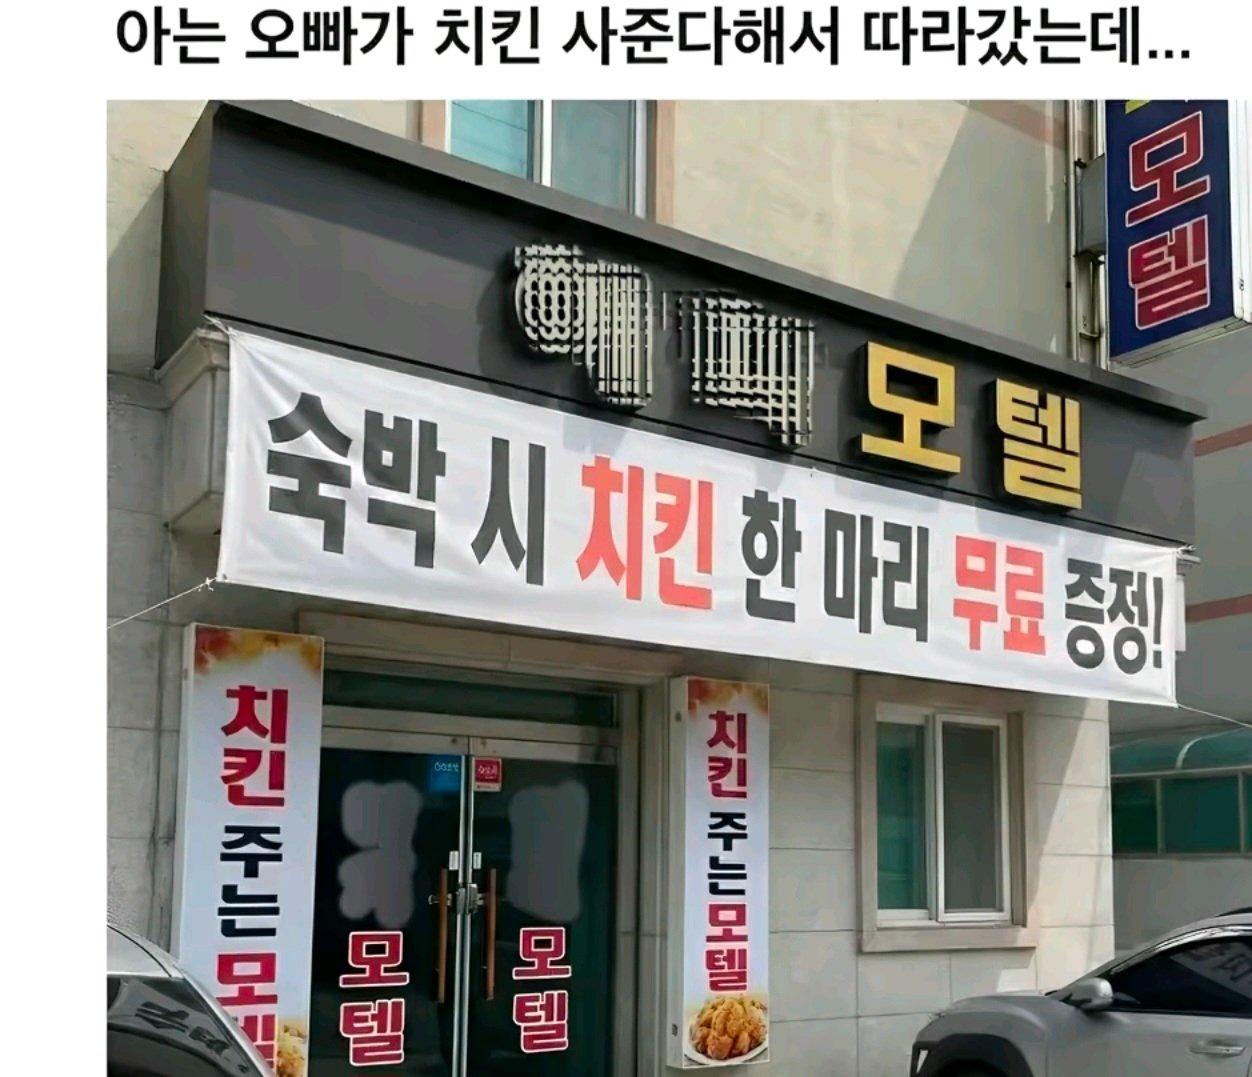 아는 오빠가 치킨 사준다해서 따라갔는데...
모텔
모텔
숙박 시 치킨 한 마리 무료 증정!
치킨 주는 모텔
치킨 주는 모텔
모텔
모텔